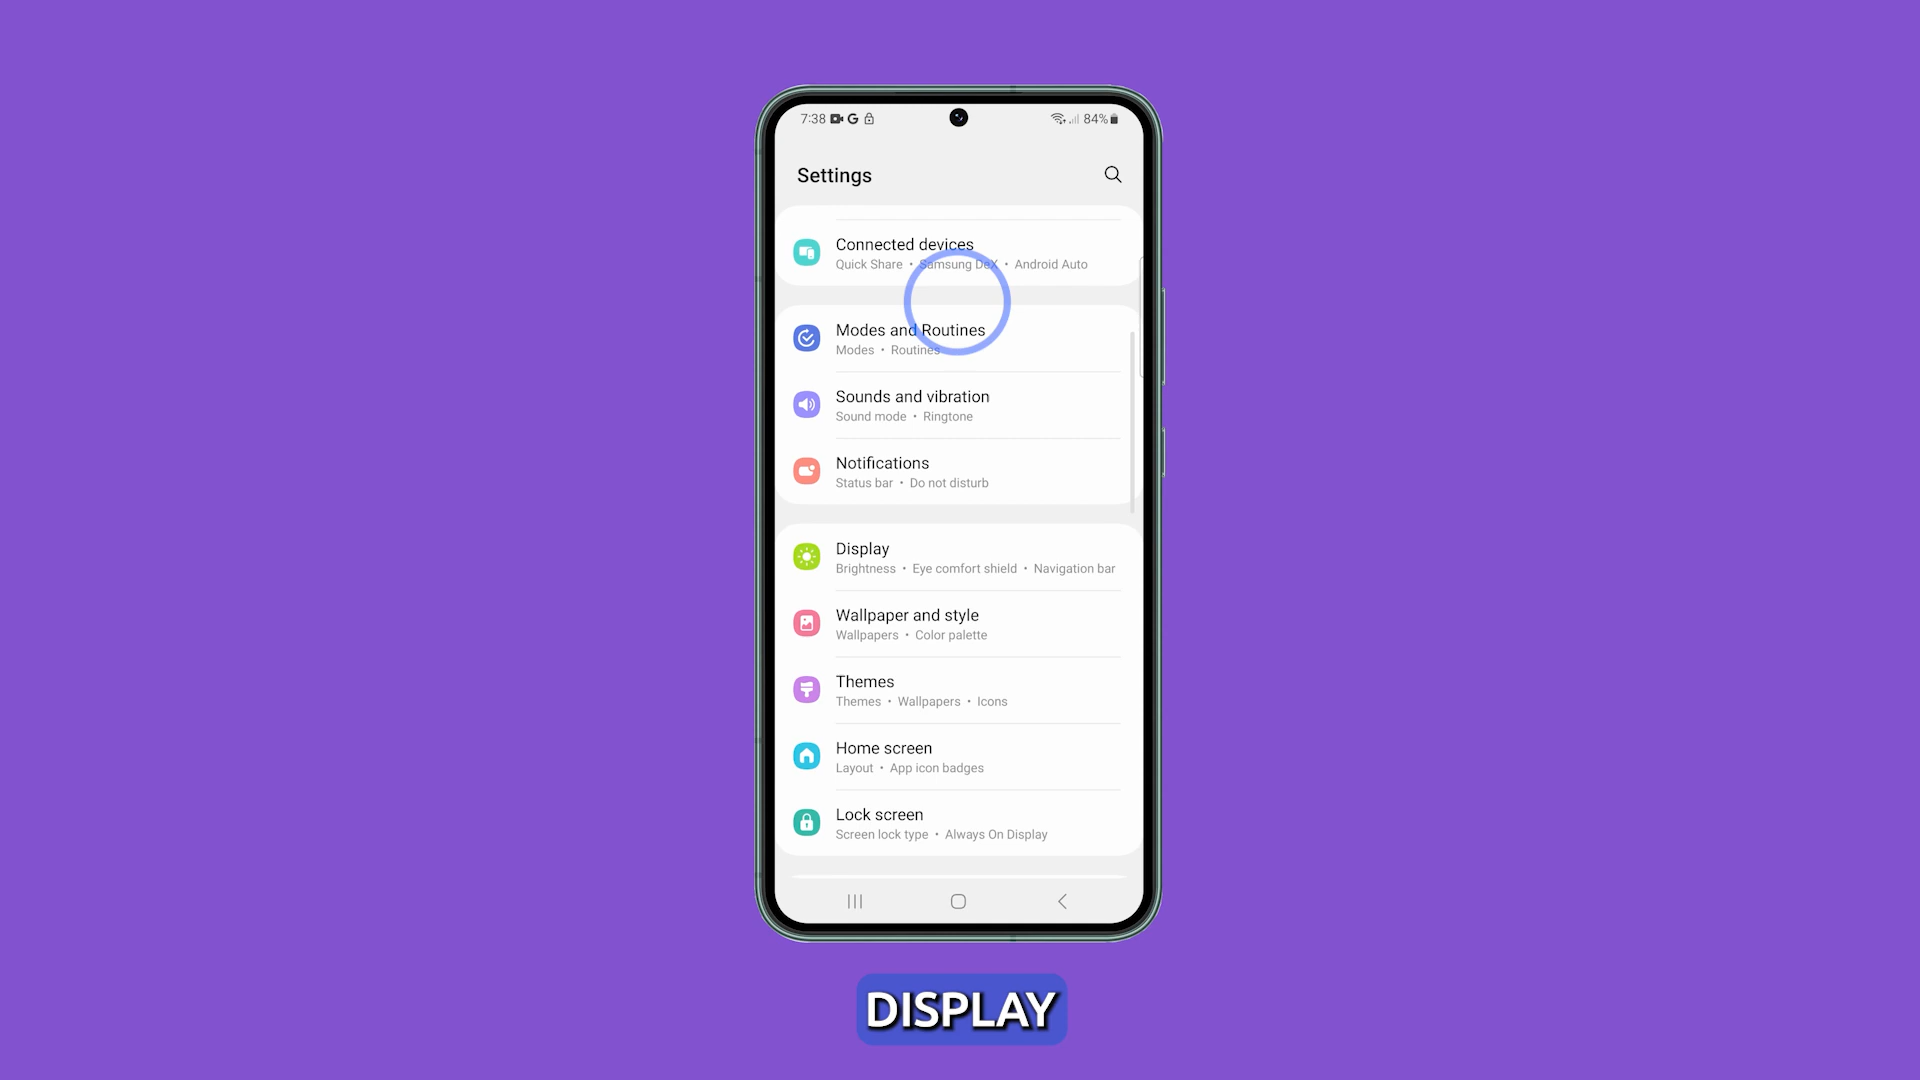 7:38 G 84%
Settings
Connected devices
Quick Share • Samsung DeX • Android Auto
Modes and Routines
Modes • Routines
Sounds and vibration
Sound mode • Ringtone
Notifications
Status bar • Do not disturb
Display
Brightness • Eye comfort shield • Navigation bar
Wallpaper and style
Wallpapers • Color palette
Themes
Themes • Wallpapers • Icons
Home screen
Layout • App icon badges
Lock screen
Screen lock type • Always On Display
DISPLAY